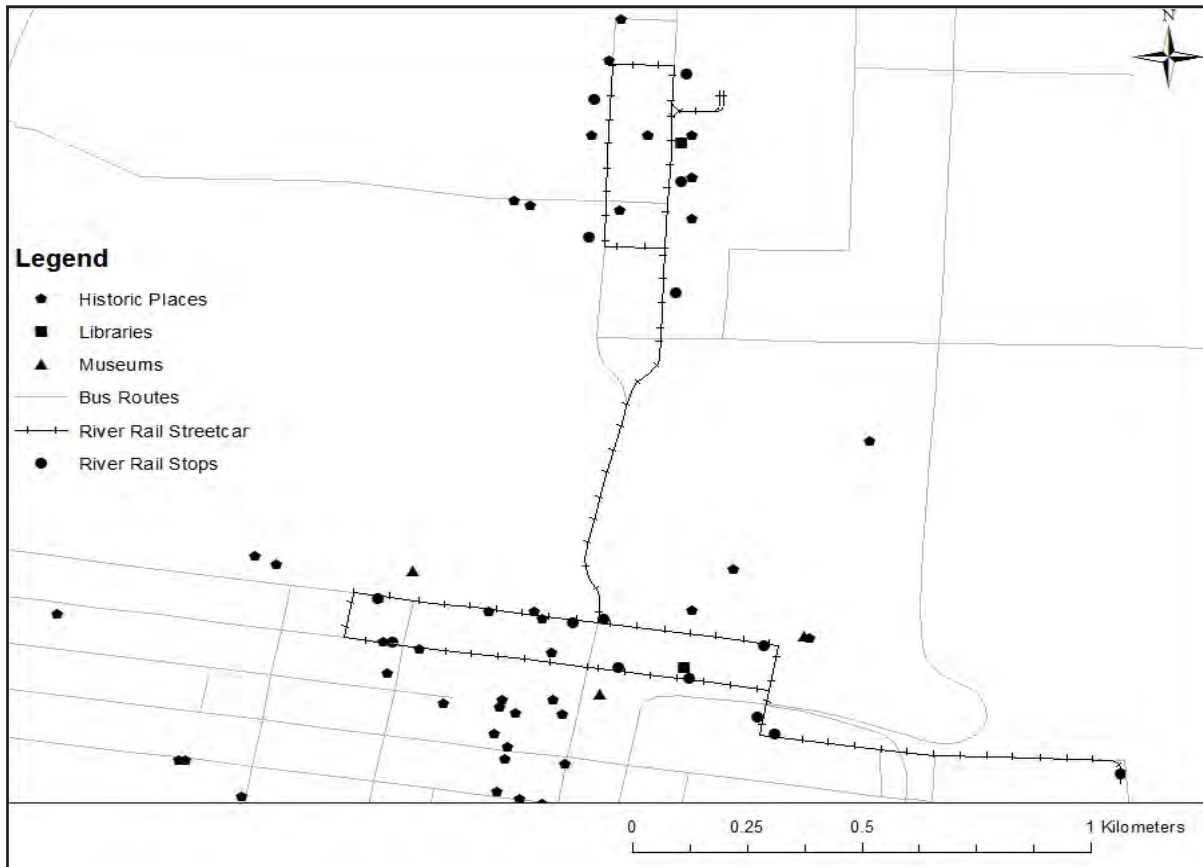 N
Legend
Historic Places
Libraries
Museums
Bus Routes
River Rail Streetcar
River Rail Stops
0 0.25 0.5 1 Kilometers